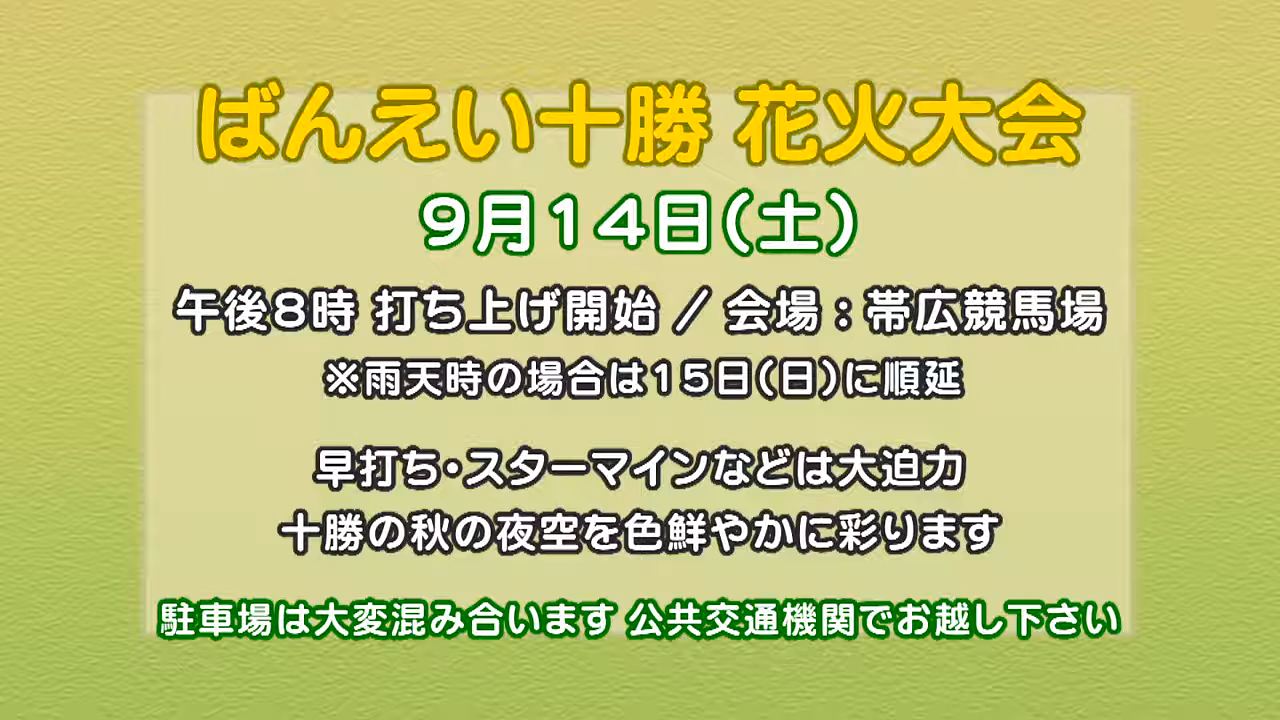 ばんえい十勝 花火大会
9月14日(土)
午後8時 打ち上げ開始 / 会場:帯広競馬場
※雨天時の場合は15日(日)に順延
早打ち・スターマインなどは大迫力
十勝の秋の夜空を色鮮やかに彩ります
駐車場は大変混み合います 公共交通機関でお越し下さい